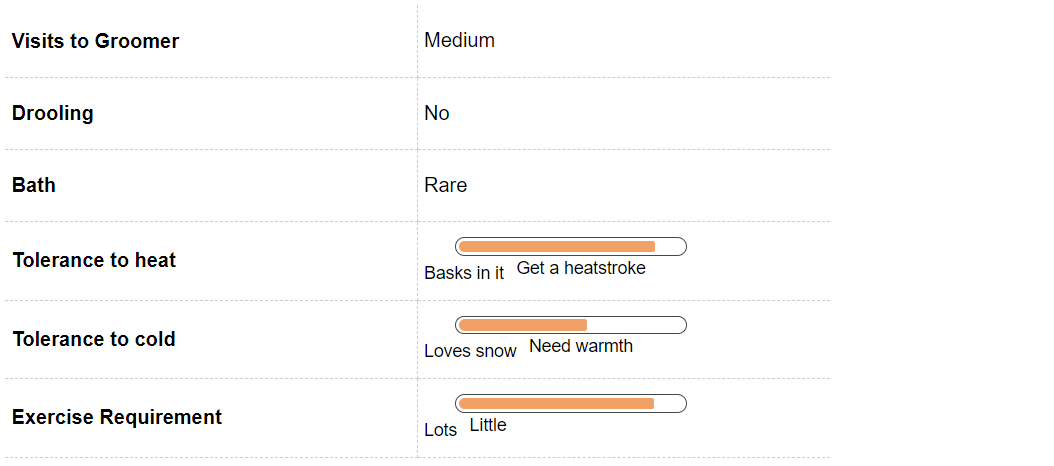 Visits to Groomer Medium
Drooling No
Bath Rare
Tolerance to heat
Basks in it Get a heatstroke
Tolerance to cold
Loves snow Need warmth
Exercise Requirement
Lots Little